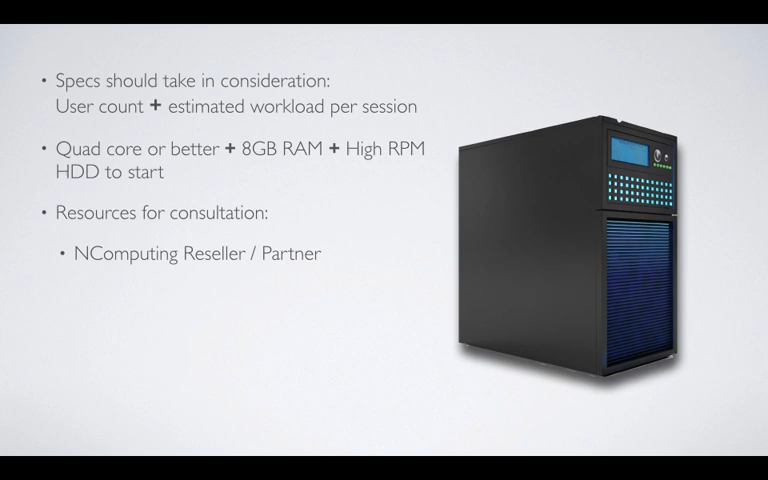 • Specs should take in consideration:
User count + estimated workload per session
• Quad core or better + 8GB RAM + High RPM
HDD to start
• Resources for consultation:
• NComputing Reseller / Partner